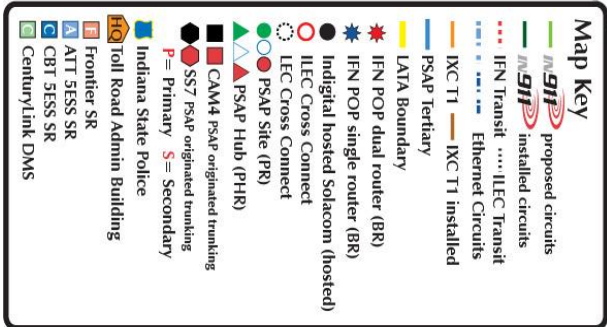 Map Key
IN911 proposed circuits
IN911 installed circuits
IFN Transit ILEC Transit
Ethernet Circuits
IXC T1 IXC T1 installed
PSAP Tertiary
LATA Boundary
IFN POP dual router (BR)
IFN POP single router (BR)
Indigital hosted Solacom (hosted)
ILEC Cross Connect
LEC Cross Connect
PSAP Site (PR)
PSAP Hub (PHR)
CAM4 PSAP originated trunking
SS7 PSAP originated trunking
P= Primary S= Secondary
Indiana State Police
HQ Toll Road Admin Building
F Frontier SR
A ATT 5ESS SR
C CBT 5ESS SR
C CenturyLink DMS